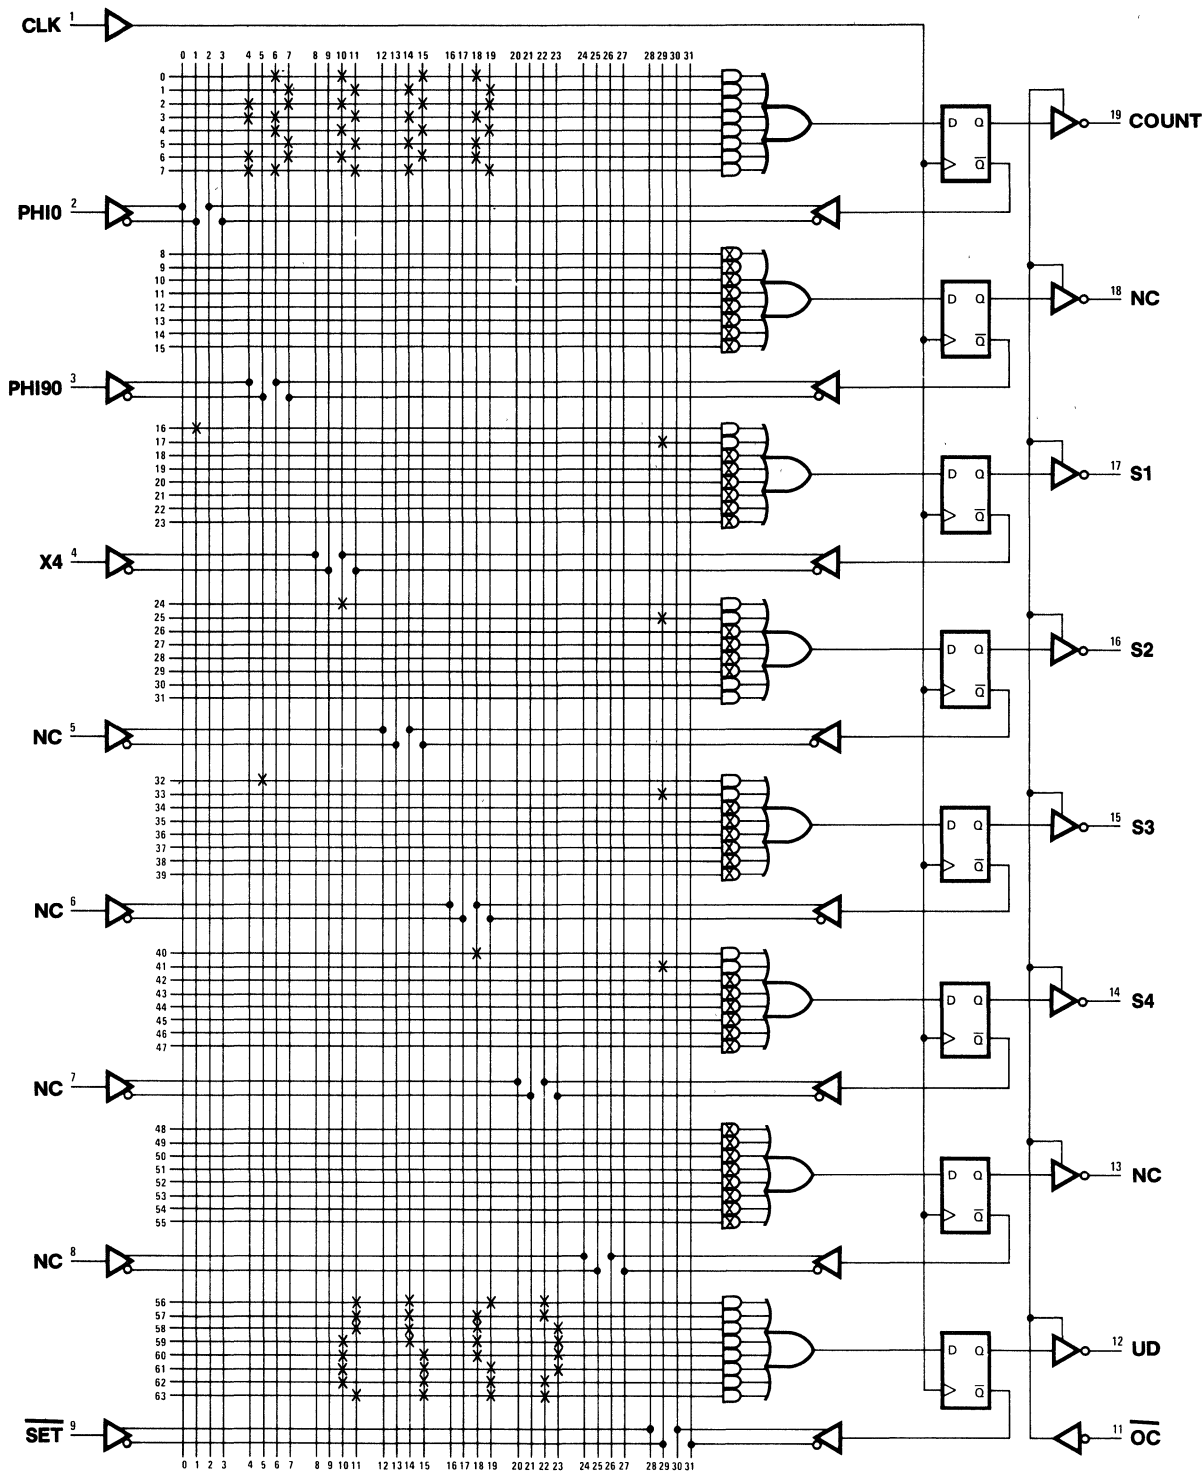 CLK 1
0 1 2 3 4 5 6 7 8 9 10 11 12 13 14 15 16 17 18 19 20 21 22 23 24 25 26 27 28 29 30 31
0
1
2
3
4
5
6
7
D Q
Q̅
19 COUNT
PHI0 2
8
9
10
11
12
13
14
15
D Q
Q̅
18 NC
PHI90 3
16
17
18
19
20
21
22
23
D Q
Q̅
17 S1
X4 4
24
25
26
27
28
29
30
31
D Q
Q̅
16 S2
NC 5
32
33
34
35
36
37
38
39
D Q
Q̅
15 S3
NC 6
40
41
42
43
44
45
46
47
D Q
Q̅
14 S4
NC 7
48
49
50
51
52
53
54
55
D Q
Q̅
13 NC
NC 8
56
57
58
59
60
61
62
63
D Q
Q̅
12 UD
S̅E̅T̅ 9
11 O̅C̅
0 1 2 3 4 5 6 7 8 9 10 11 12 13 14 15 16 17 18 19 20 21 22 23 24 25 26 27 28 29 30 31